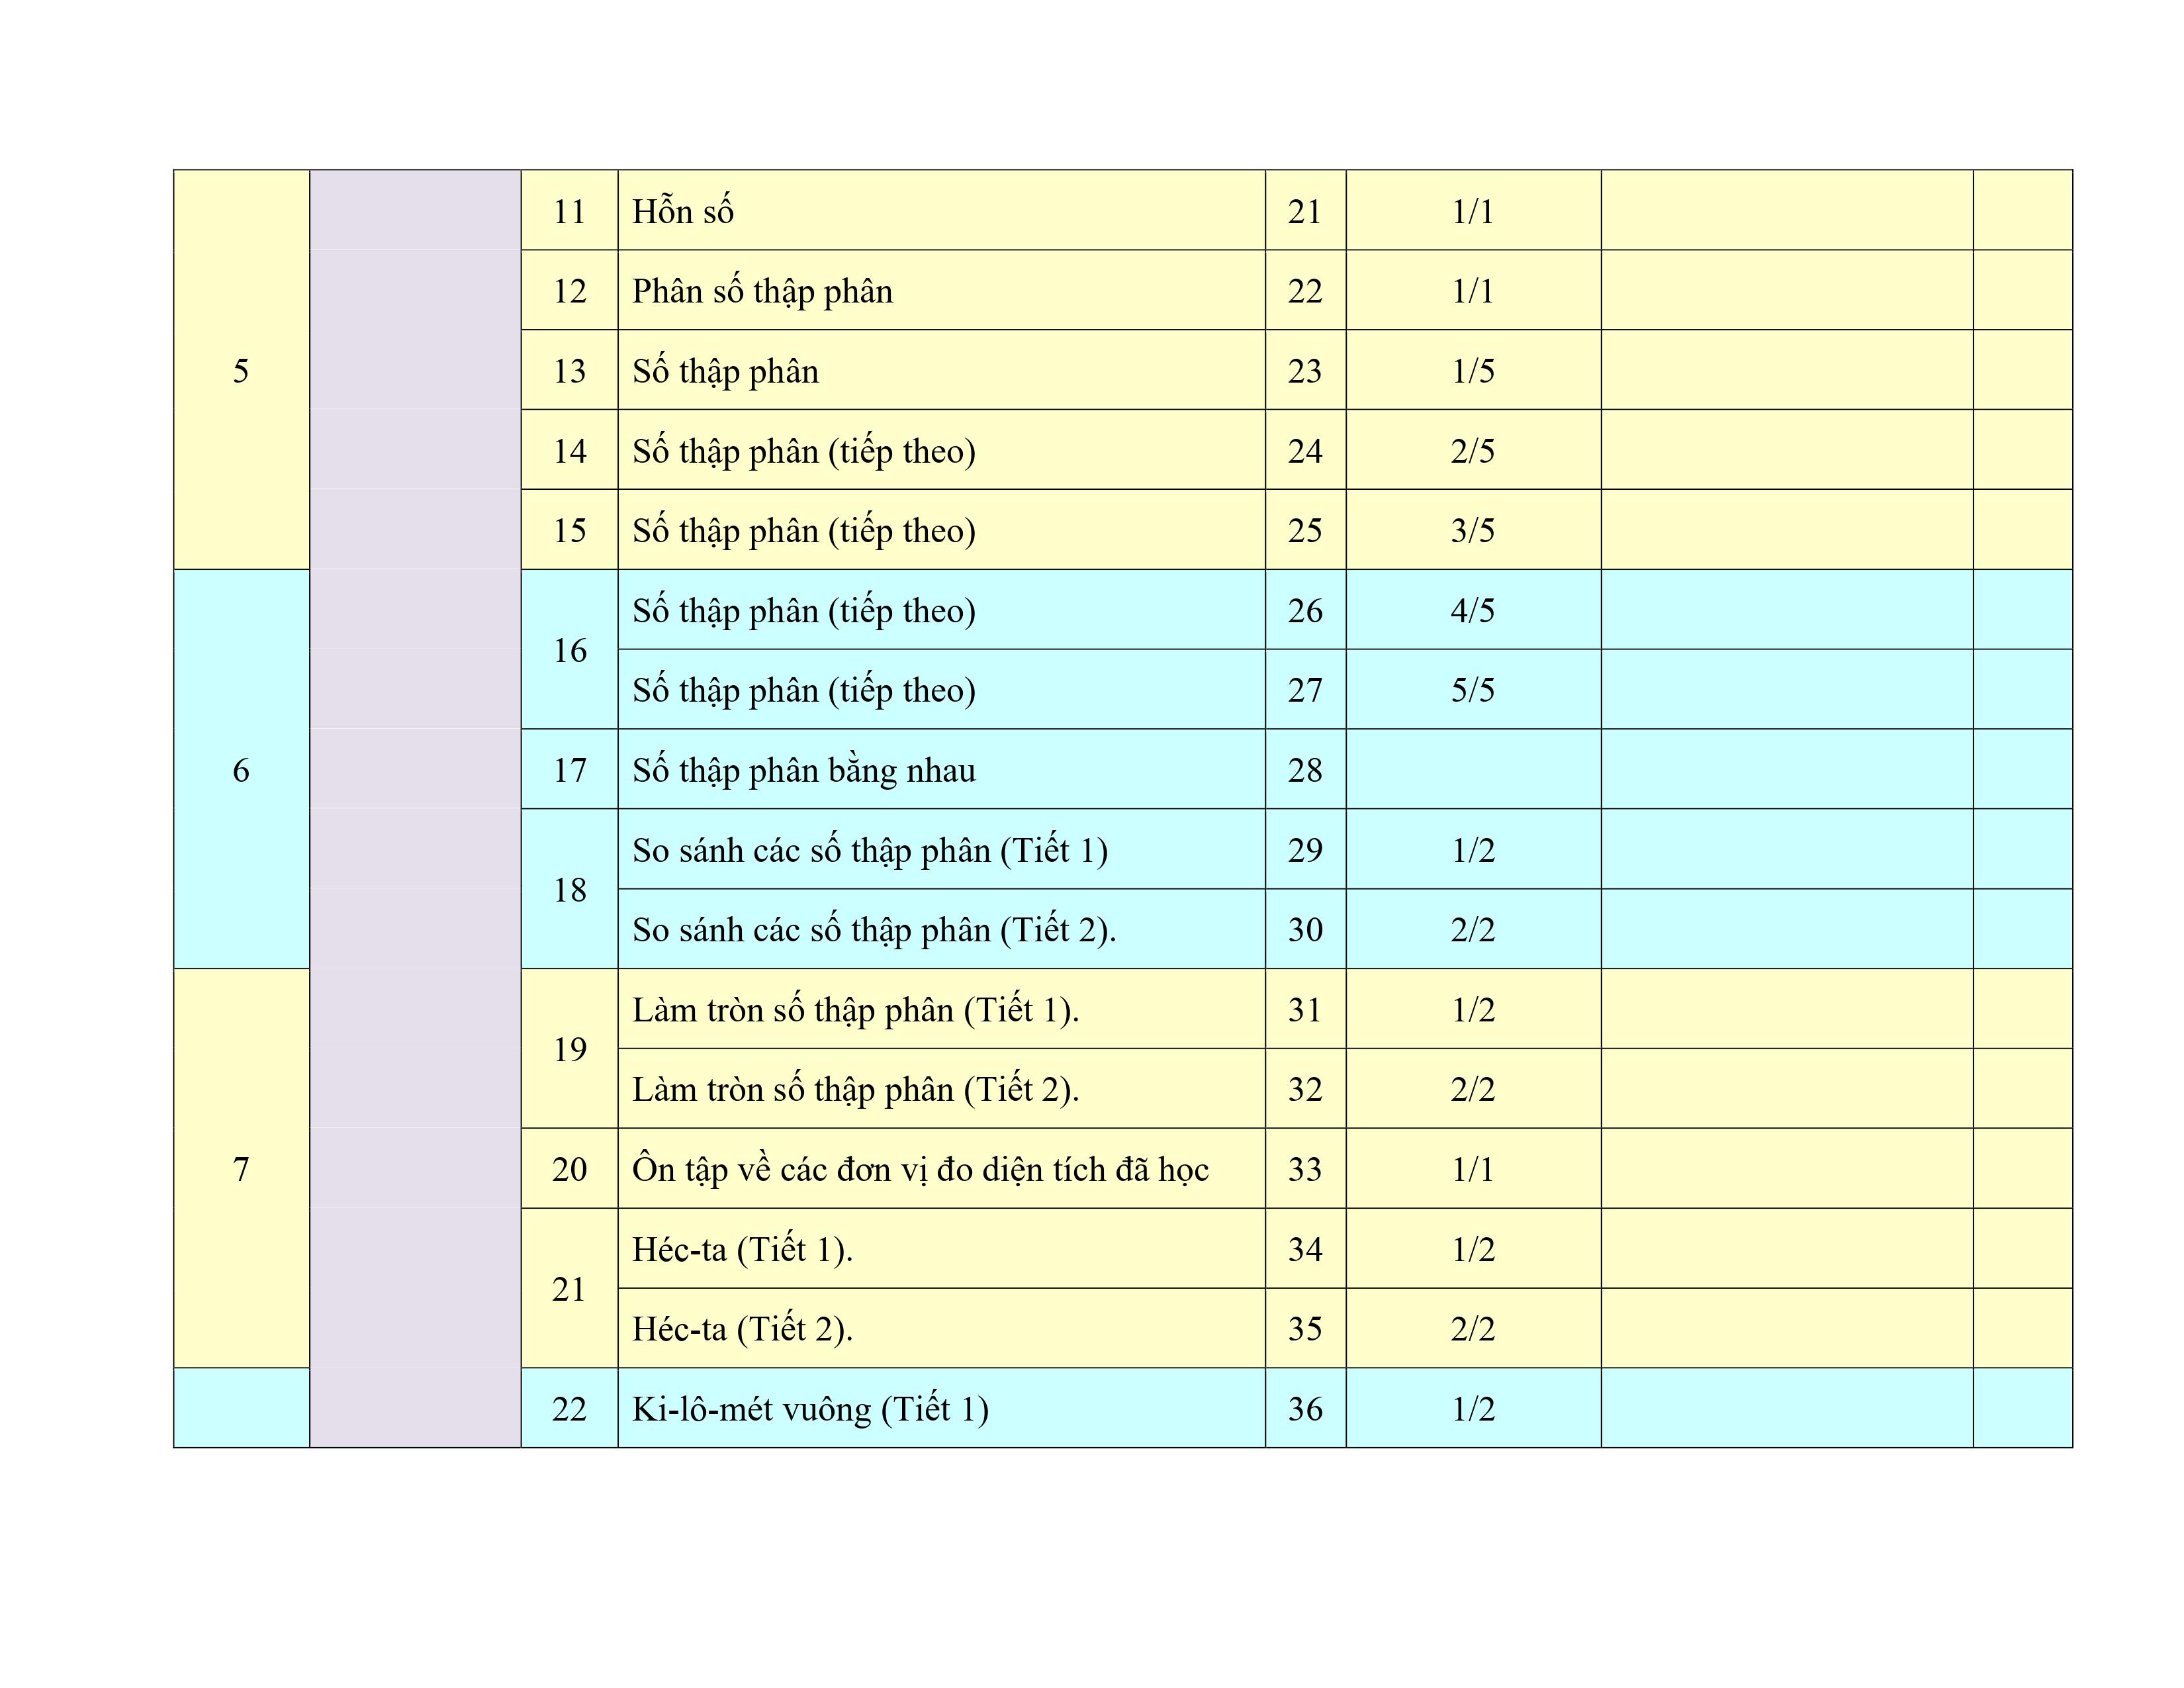 5
11 Hỗn số 21 1/1
12 Phân số thập phân 22 1/1
13 Số thập phân 23 1/5
14 Số thập phân (tiếp theo) 24 2/5
15 Số thập phân (tiếp theo) 25 3/5
6
16
Số thập phân (tiếp theo) 26 4/5
Số thập phân (tiếp theo) 27 5/5
17 Số thập phân bằng nhau 28
18
So sánh các số thập phân (Tiết 1) 29 1/2
So sánh các số thập phân (Tiết 2). 30 2/2
7
19
Làm tròn số thập phân (Tiết 1). 31 1/2
Làm tròn số thập phân (Tiết 2). 32 2/2
20 Ôn tập về các đơn vị đo diện tích đã học 33 1/1
21
Héc-ta (Tiết 1). 34 1/2
Héc-ta (Tiết 2). 35 2/2
22 Ki-lô-mét vuông (Tiết 1) 36 1/2